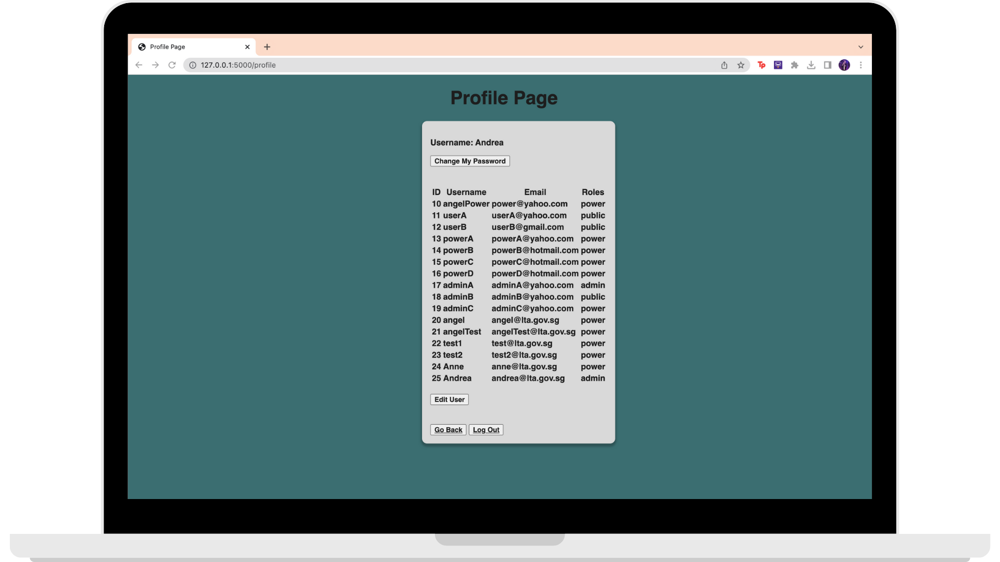 Profile Page
127.0.0.1:5000/profile
Tp
Profile Page
Username: Andrea
Change My Password
ID Username Email Roles
10 angelPower power@yahoo.com power
11 userA userA@yahoo.com public
12 userB userB@gmail.com public
13 powerA powerA@yahoo.com power
14 powerB powerB@hotmail.com power
15 powerC powerC@hotmail.com power
16 powerD powerD@hotmail.com power
17 adminA adminA@yahoo.com admin
18 adminB adminB@yahoo.com public
19 adminC adminC@yahoo.com power
20 angel angel@lta.gov.sg power
21 angelTest angelTest@lta.gov.sg power
22 test1 test@lta.gov.sg power
23 test2 test2@lta.gov.sg power
24 Anne anne@lta.gov.sg power
25 Andrea andrea@lta.gov.sg admin
Edit User
Go Back Log Out